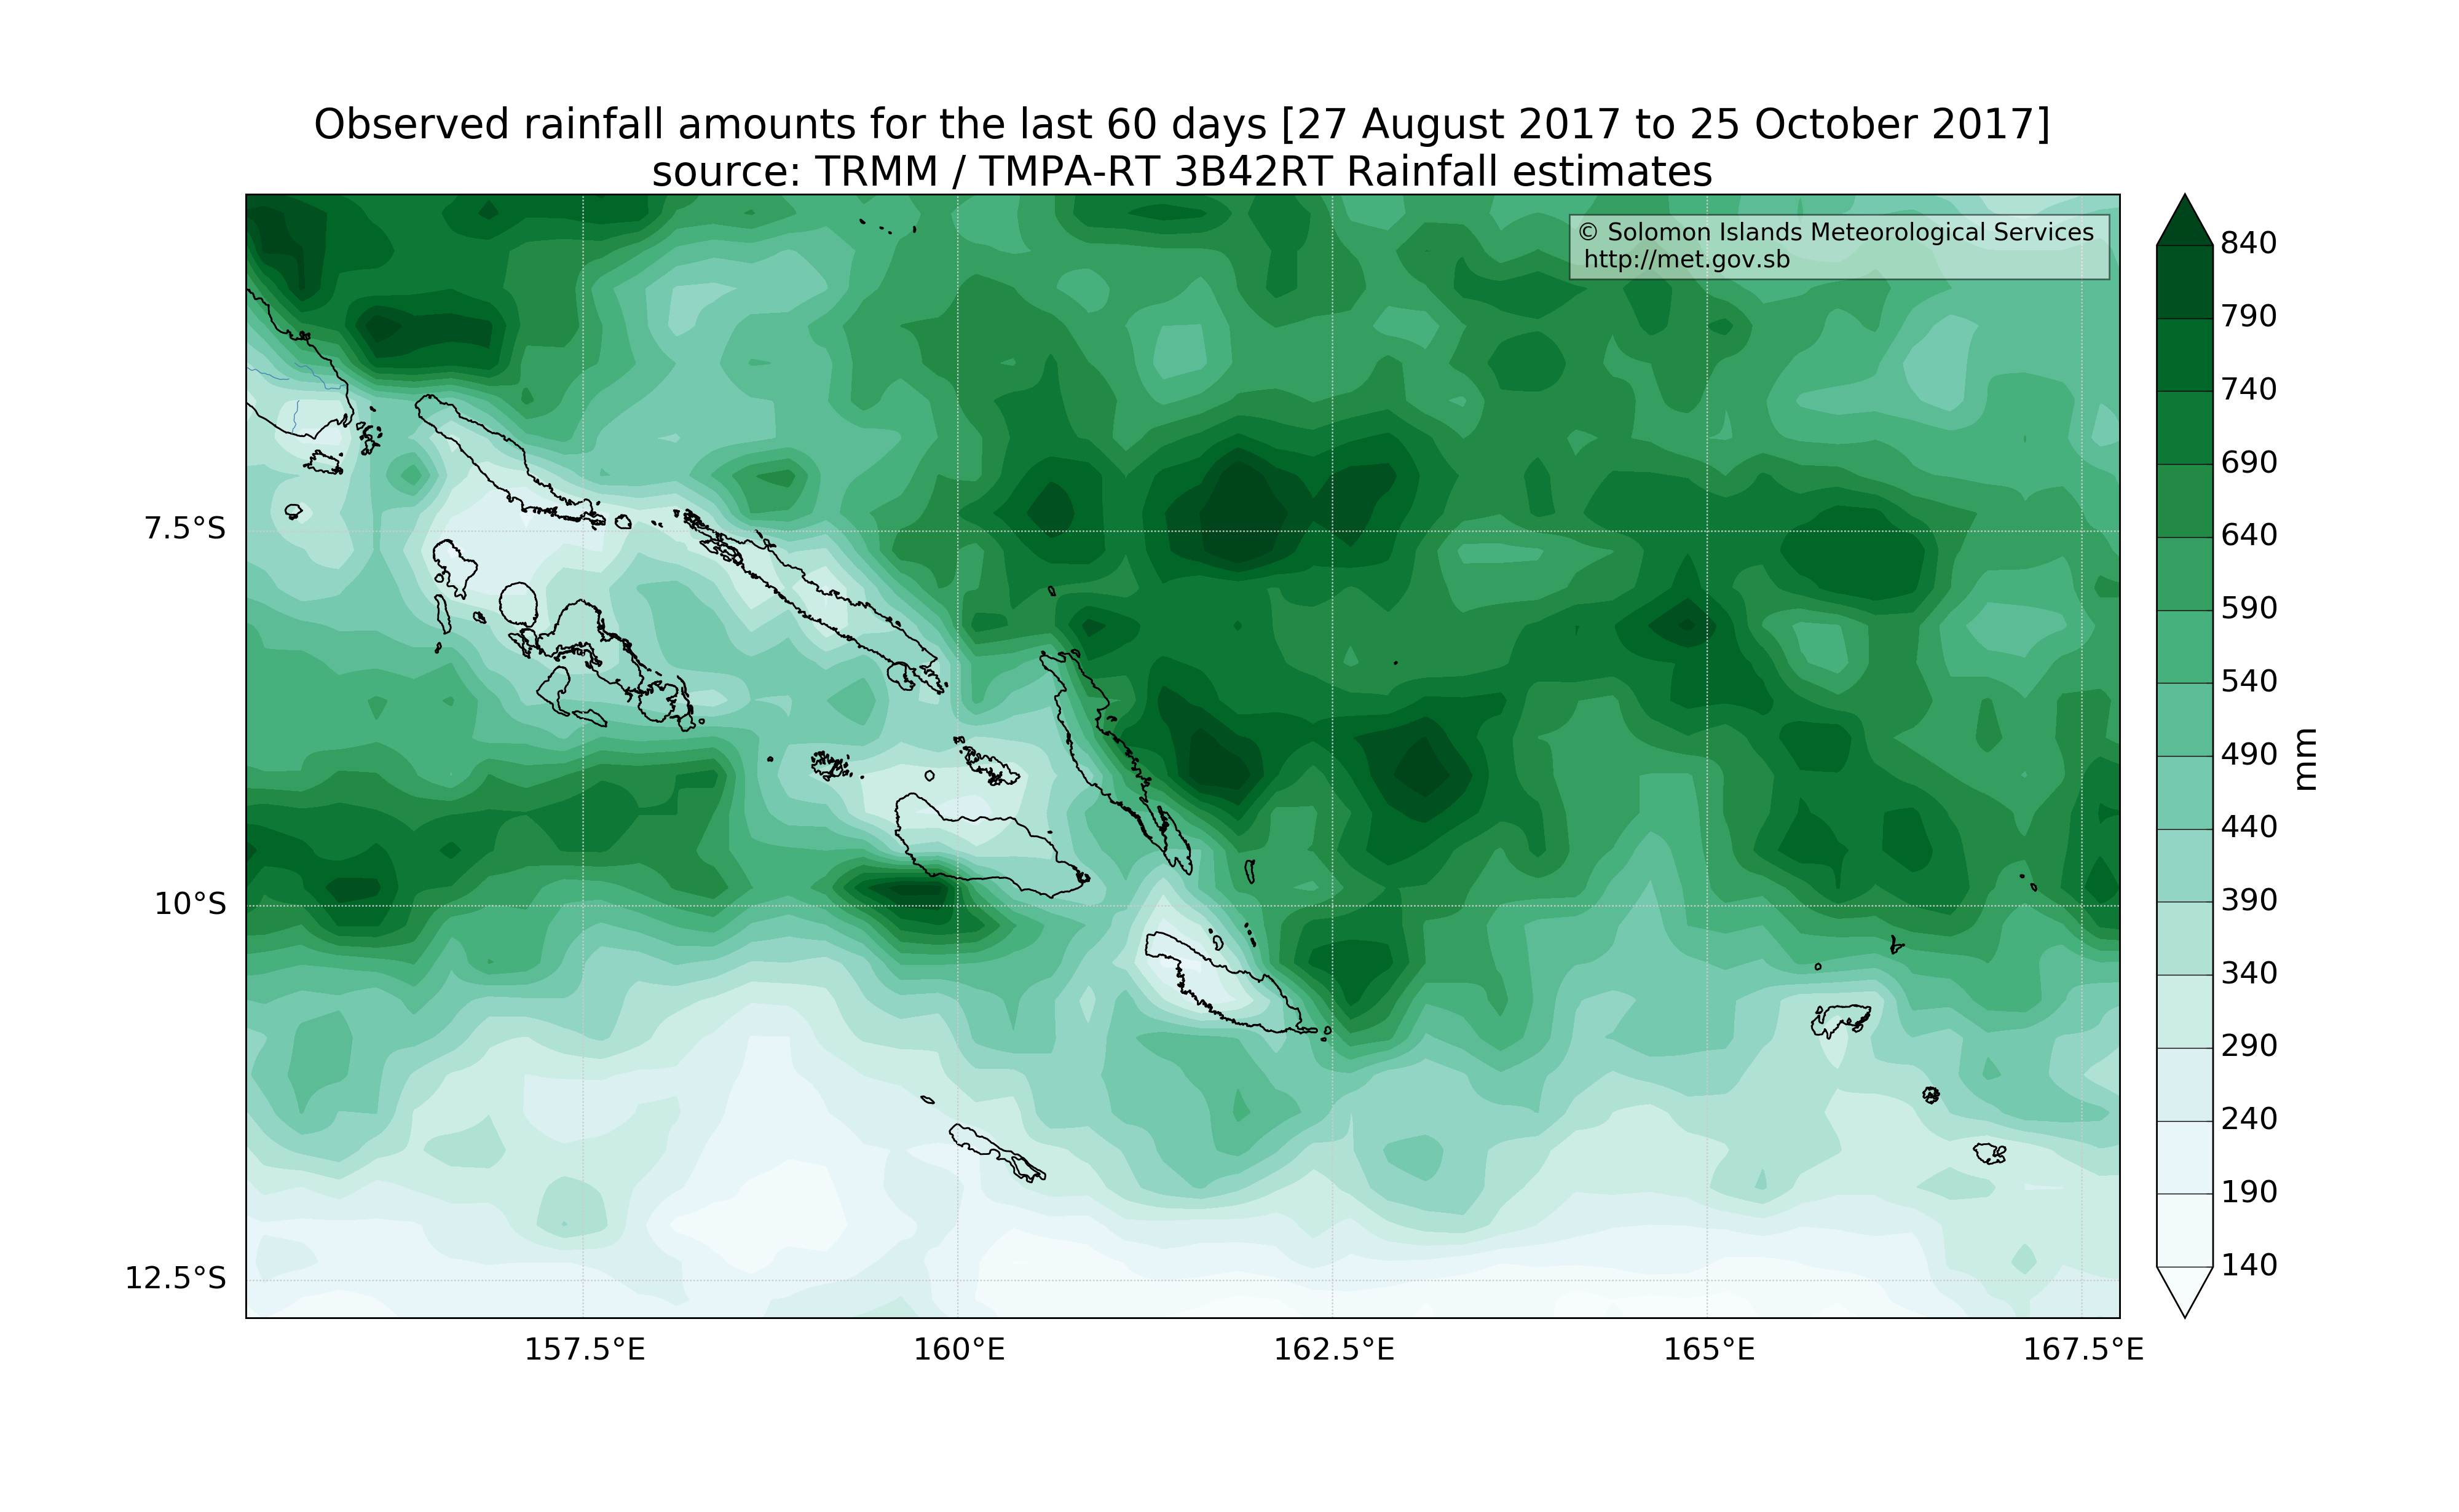 Observed rainfall amounts for the last 60 days [27 August 2017 to 25 October 2017]
source: TRMM / TMPA-RT 3B42RT Rainfall estimates
© Solomon Islands Meteorological Services
http://met.gov.sb
7.5°S
10°S
12.5°S
157.5°E
160°E
162.5°E
165°E
167.5°E
840
790
740
690
640
590
540
490
440
390
340
290
240
190
140
mm